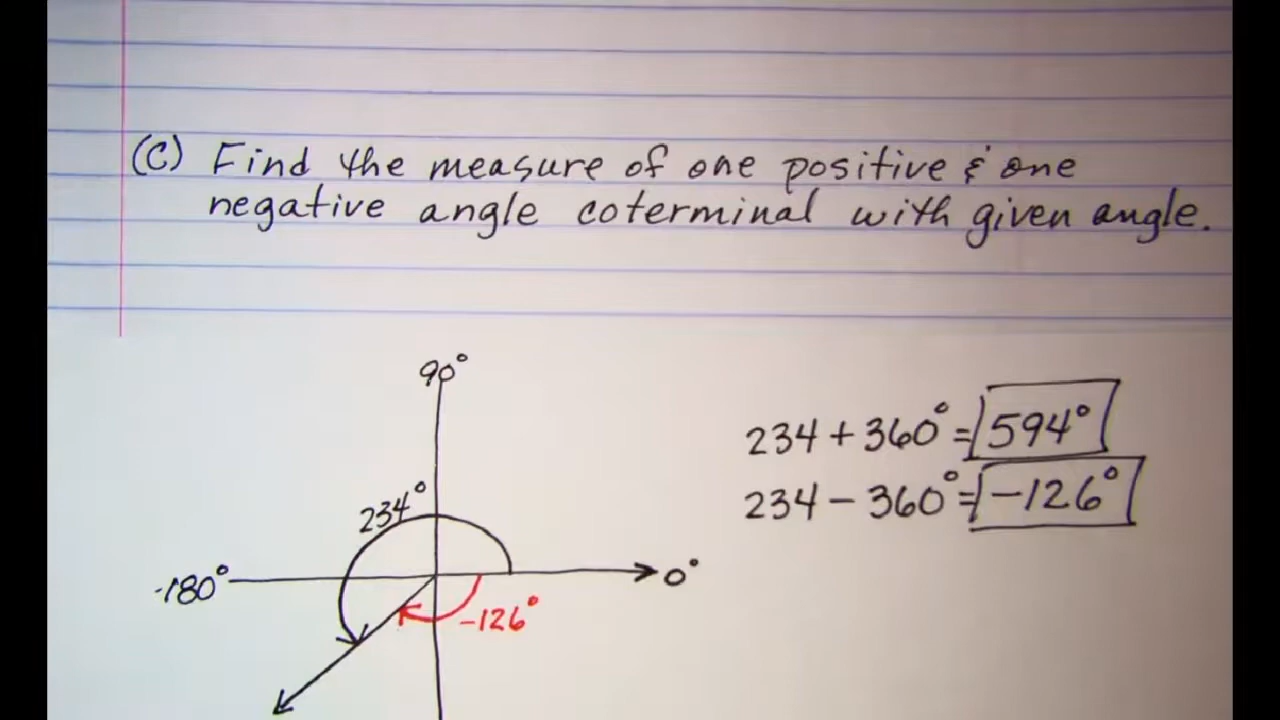 (C) Find the measure of one positive & one
negative angle coterminal with given angle.
90°
234 + 360° = 594°
234 − 360° = −126°
234°
-180°
0°
−126°